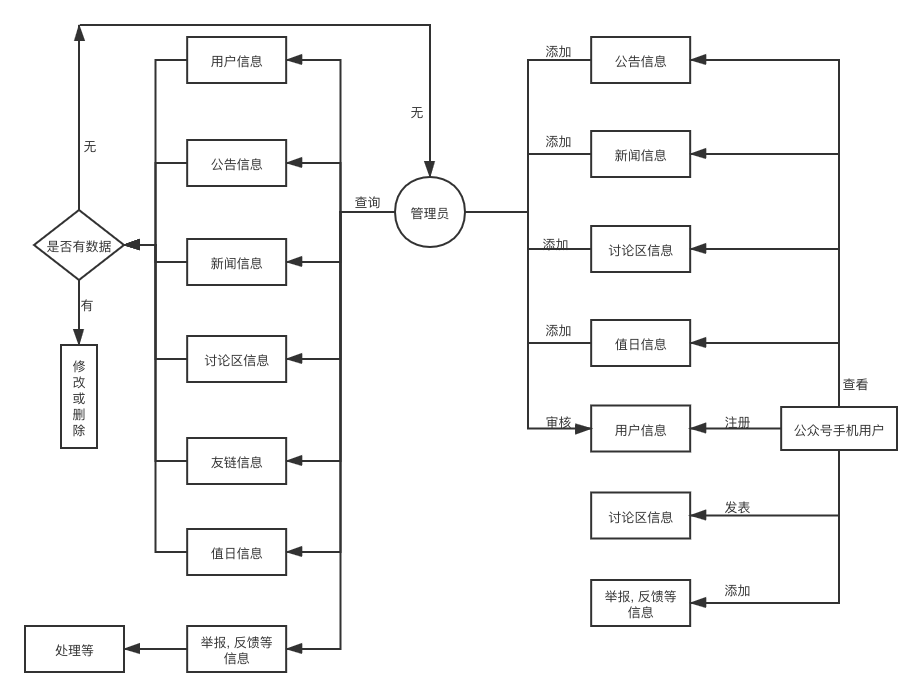 无
用户信息
公告信息
新闻信息
讨论区信息
友链信息
值日信息
举报, 反馈等
信息
处理等
是否有数据
有
修
改
或
删
除
查询
无
管理员
添加
公告信息
添加
新闻信息
添加
讨论区信息
添加
值日信息
审核
用户信息
注册
查看
公众号手机用户
讨论区信息
发表
举报, 反馈等
信息
添加